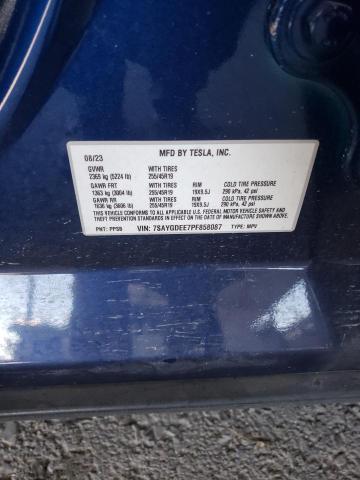 MFD BY TESLA, INC.
08/23
GVWR WITH TIRES
2369 kg (5224 lb) 255/45R19
GAWR FRT WITH TIRES RIM COLD TIRE PRESSURE
1363 kg (3004 lb) 255/45R19 19X9.5J 290 kPa, 42 psi
GAWR RR WITH TIRES RIM COLD TIRE PRESSURE
1636 kg (3606 lb) 255/45R19 19X9.5J 290 kPa, 42 psi
THIS VEHICLE CONFORMS TO ALL APPLICABLE FEDERAL MOTOR VEHICLE SAFETY
STANDARDS IN EFFECT ON THE DATE OF MANUFACTURE SHOWN ABOVE
PNT: PPSB VIN: 7SAYGDEE7PF858087 TYPE: MPV